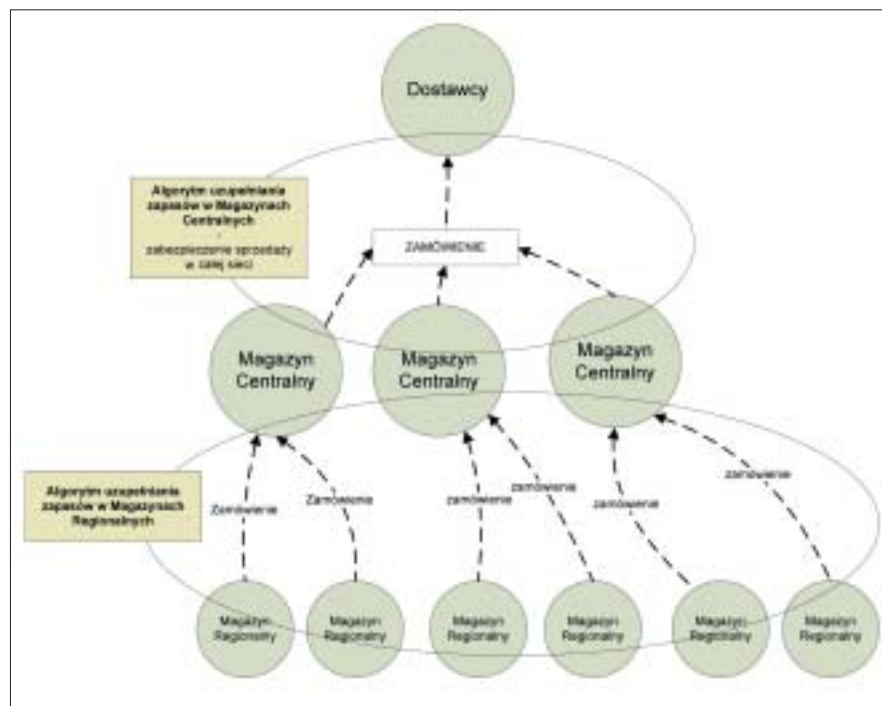 Dostawcy
Algorytm uzupełniania
zapasów w Magazynach
Centralnych
-
zabezpieczenie sprzedaży
w całej sieci
ZAMÓWIENIE
Magazyn
Centralny
Magazyn
Centralny
Magazyn
Centralny
Algorytm uzupełniania
zapasów w Magazynach
Regionalnych
Zamówienie
Zamówienie
zamówienie
zamówienie
zamówienie
zamówienie
Magazyn
Regionalny
Magazyn
Regionalny
Magazyn
Regionalny
Magazyn
Regionalny
Magazyn
Regionalny
Magazyn
Regionalny